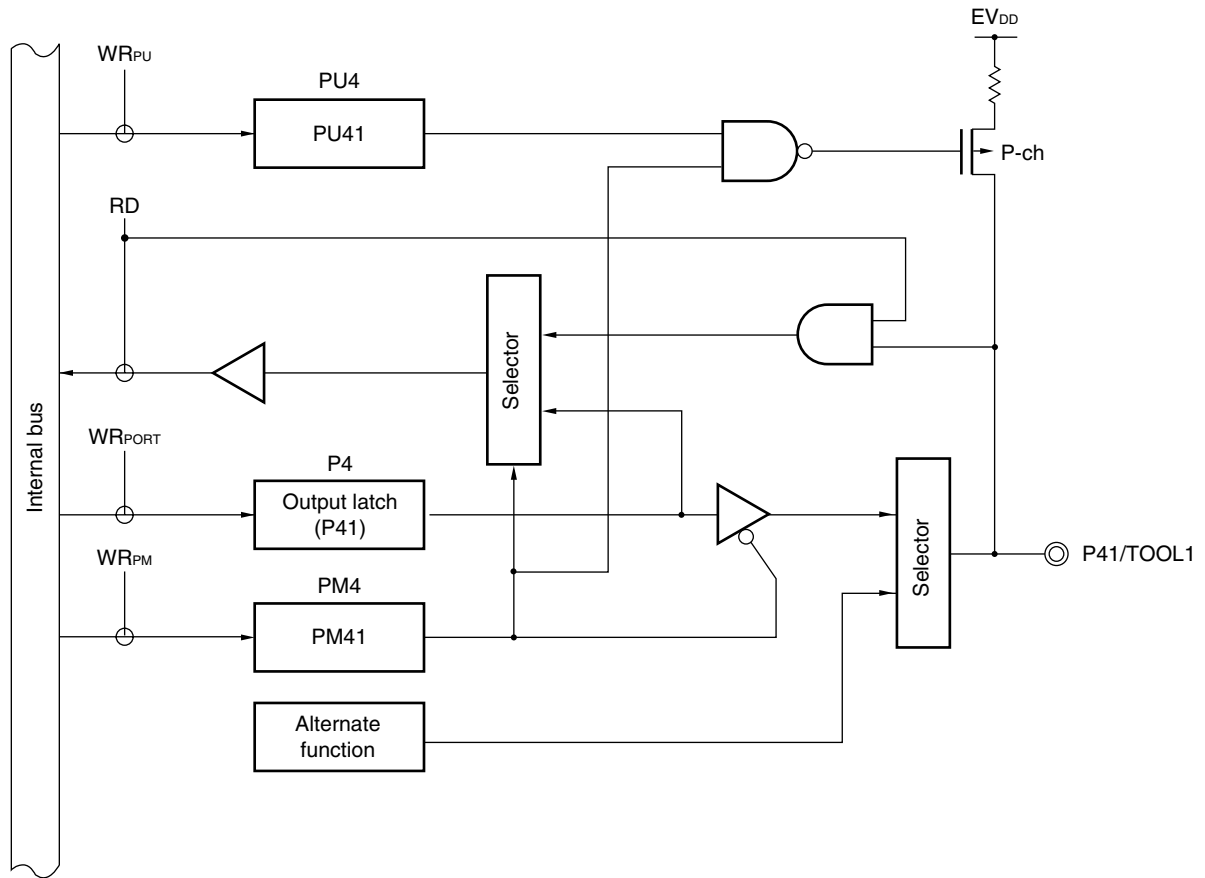 EVDD
WRPU
PU4
PU41
P-ch
RD
Selector
Internal bus
WRPORT
P4
Output latch
(P41)
Selector
P41/TOOL1
WRPM
PM4
PM41
Alternate
function